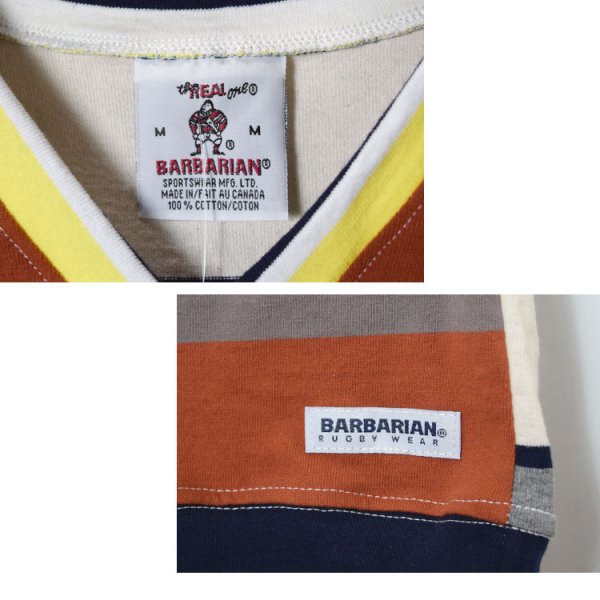 the REAL one®
M M
®
BARBARIAN®
SPORTSWEAR MFG. LTD.
MADE IN/FAIT AU CANADA
100% COTTON/COTON
BARBARIAN®
RUGBY WEAR